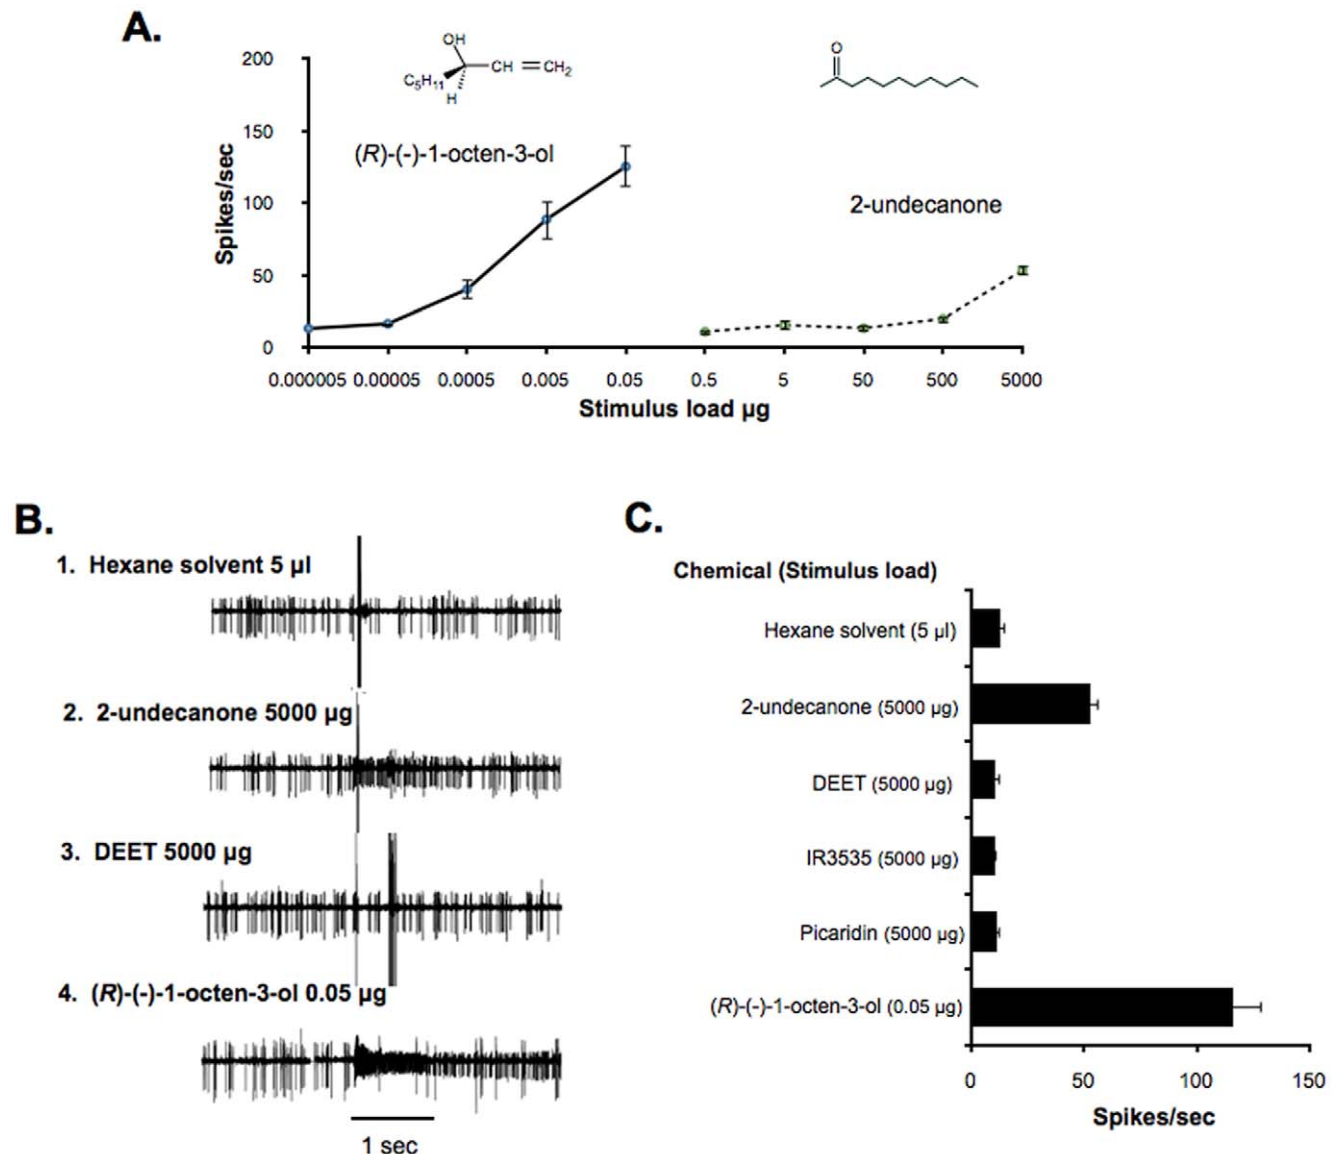 A.
200
150
100
50
0
Spikes/sec
OH
C5H11
CH
CH2
H
O
(R)-(-)-1-octen-3-ol
2-undecanone
0.000005 0.00005 0.0005 0.005 0.05 0.5 5 50 500 5000
Stimulus load µg
B.
1. Hexane solvent 5 µl
2. 2-undecanone 5000 µg
3. DEET 5000 µg
4. (R)-(-)-1-octen-3-ol 0.05 µg
1 sec
C.
Chemical (Stimulus load)
Hexane solvent (5 µl)
2-undecanone (5000 µg)
DEET (5000 µg)
IR3535 (5000 µg)
Picaridin (5000 µg)
(R)-(-)-1-octen-3-ol (0.05 µg)
0 50 100 150
Spikes/sec